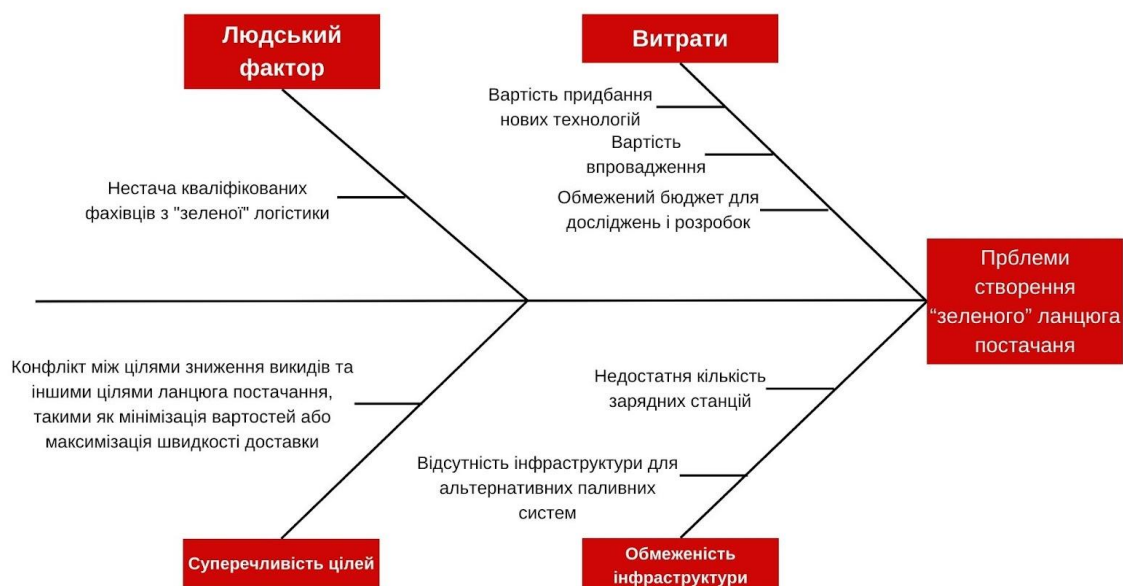 Людський
фактор
Витрати
Вартість придбання
нових технологій
Вартість
впровадження
Обмежений бюджет для
досліджень і розробок
Нестача кваліфікованих
фахівців з "зеленої" логістики
Прблеми
створення
“зеленого” ланцюга
постачаня
Конфлікт між цілями зниження викидів та
іншими цілями ланцюга постачання,
такими як мінімізація вартостей або
максимізація швидкості доставки
Недостатня кількість
зарядних станцій
Відсутність інфраструктури для
альтернативних паливних
систем
Суперечливість цілей
Обмеженість
інфраструктури